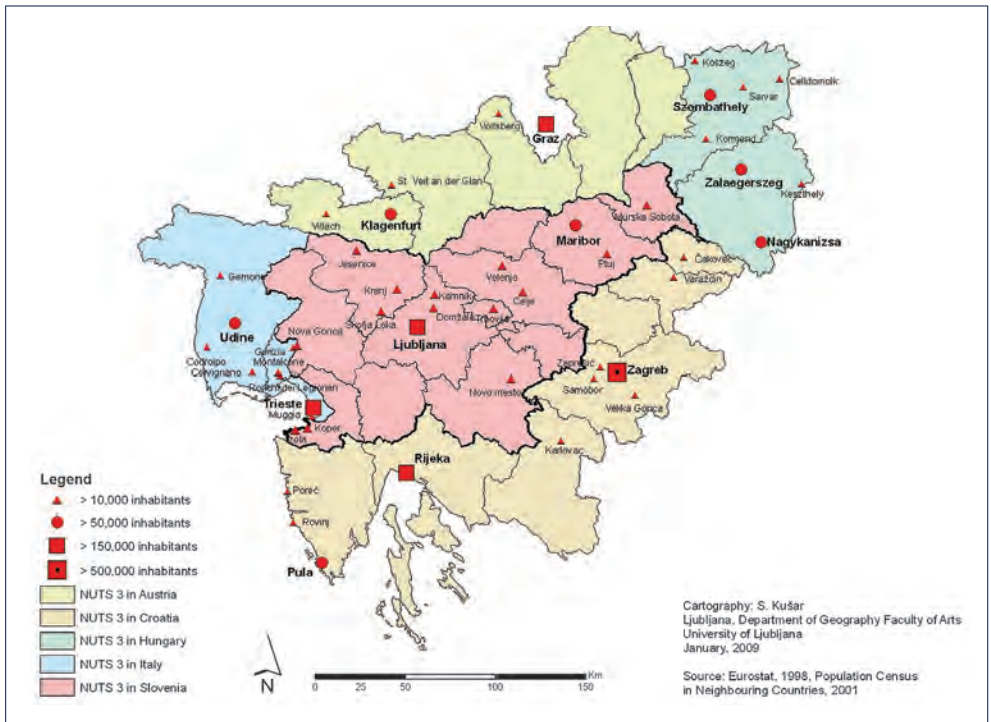 Koszeg
Celldomolk
Sarvar
Szombathely
Voitsberg
Graz
Kormend
Zalaegerszeg
Keszthely
St. Veit an der Glan
Murska Sobota
Villach
Klagenfurt
Maribor
Nagykanizsa
Jesenice
Ptuj
Čakovec
Gemona
Velenje
Varaždin
Kranj
Kamnik
Celje
Škofja Loka
Domžale
Trbovlje
Udine
Nova Gorica
Ljubljana
Gorizia
Codroipo
Monfalcone
Cervignano
Ronchi dei Legionari
Zaprešić
Zagreb
Samobor
Novo mesto
Velika Gorica
Trieste
Muggia
Koper
Izola
Karlovac
Rijeka
Poreč
Rovinj
Pula
Legend
> 10,000 inhabitants
> 50,000 inhabitants
> 150,000 inhabitants
> 500,000 inhabitants
NUTS 3 in Austria
NUTS 3 in Croatia
NUTS 3 in Hungary
NUTS 3 in Italy
NUTS 3 in Slovenia
N
Km
0 25 50 100 150
Cartography: S. Kušar
Ljubljana, Department of Geography Faculty of Arts
University of Ljubljana
January, 2009
Source: Eurostat, 1998, Population Census
in Neighbouring Countries, 2001